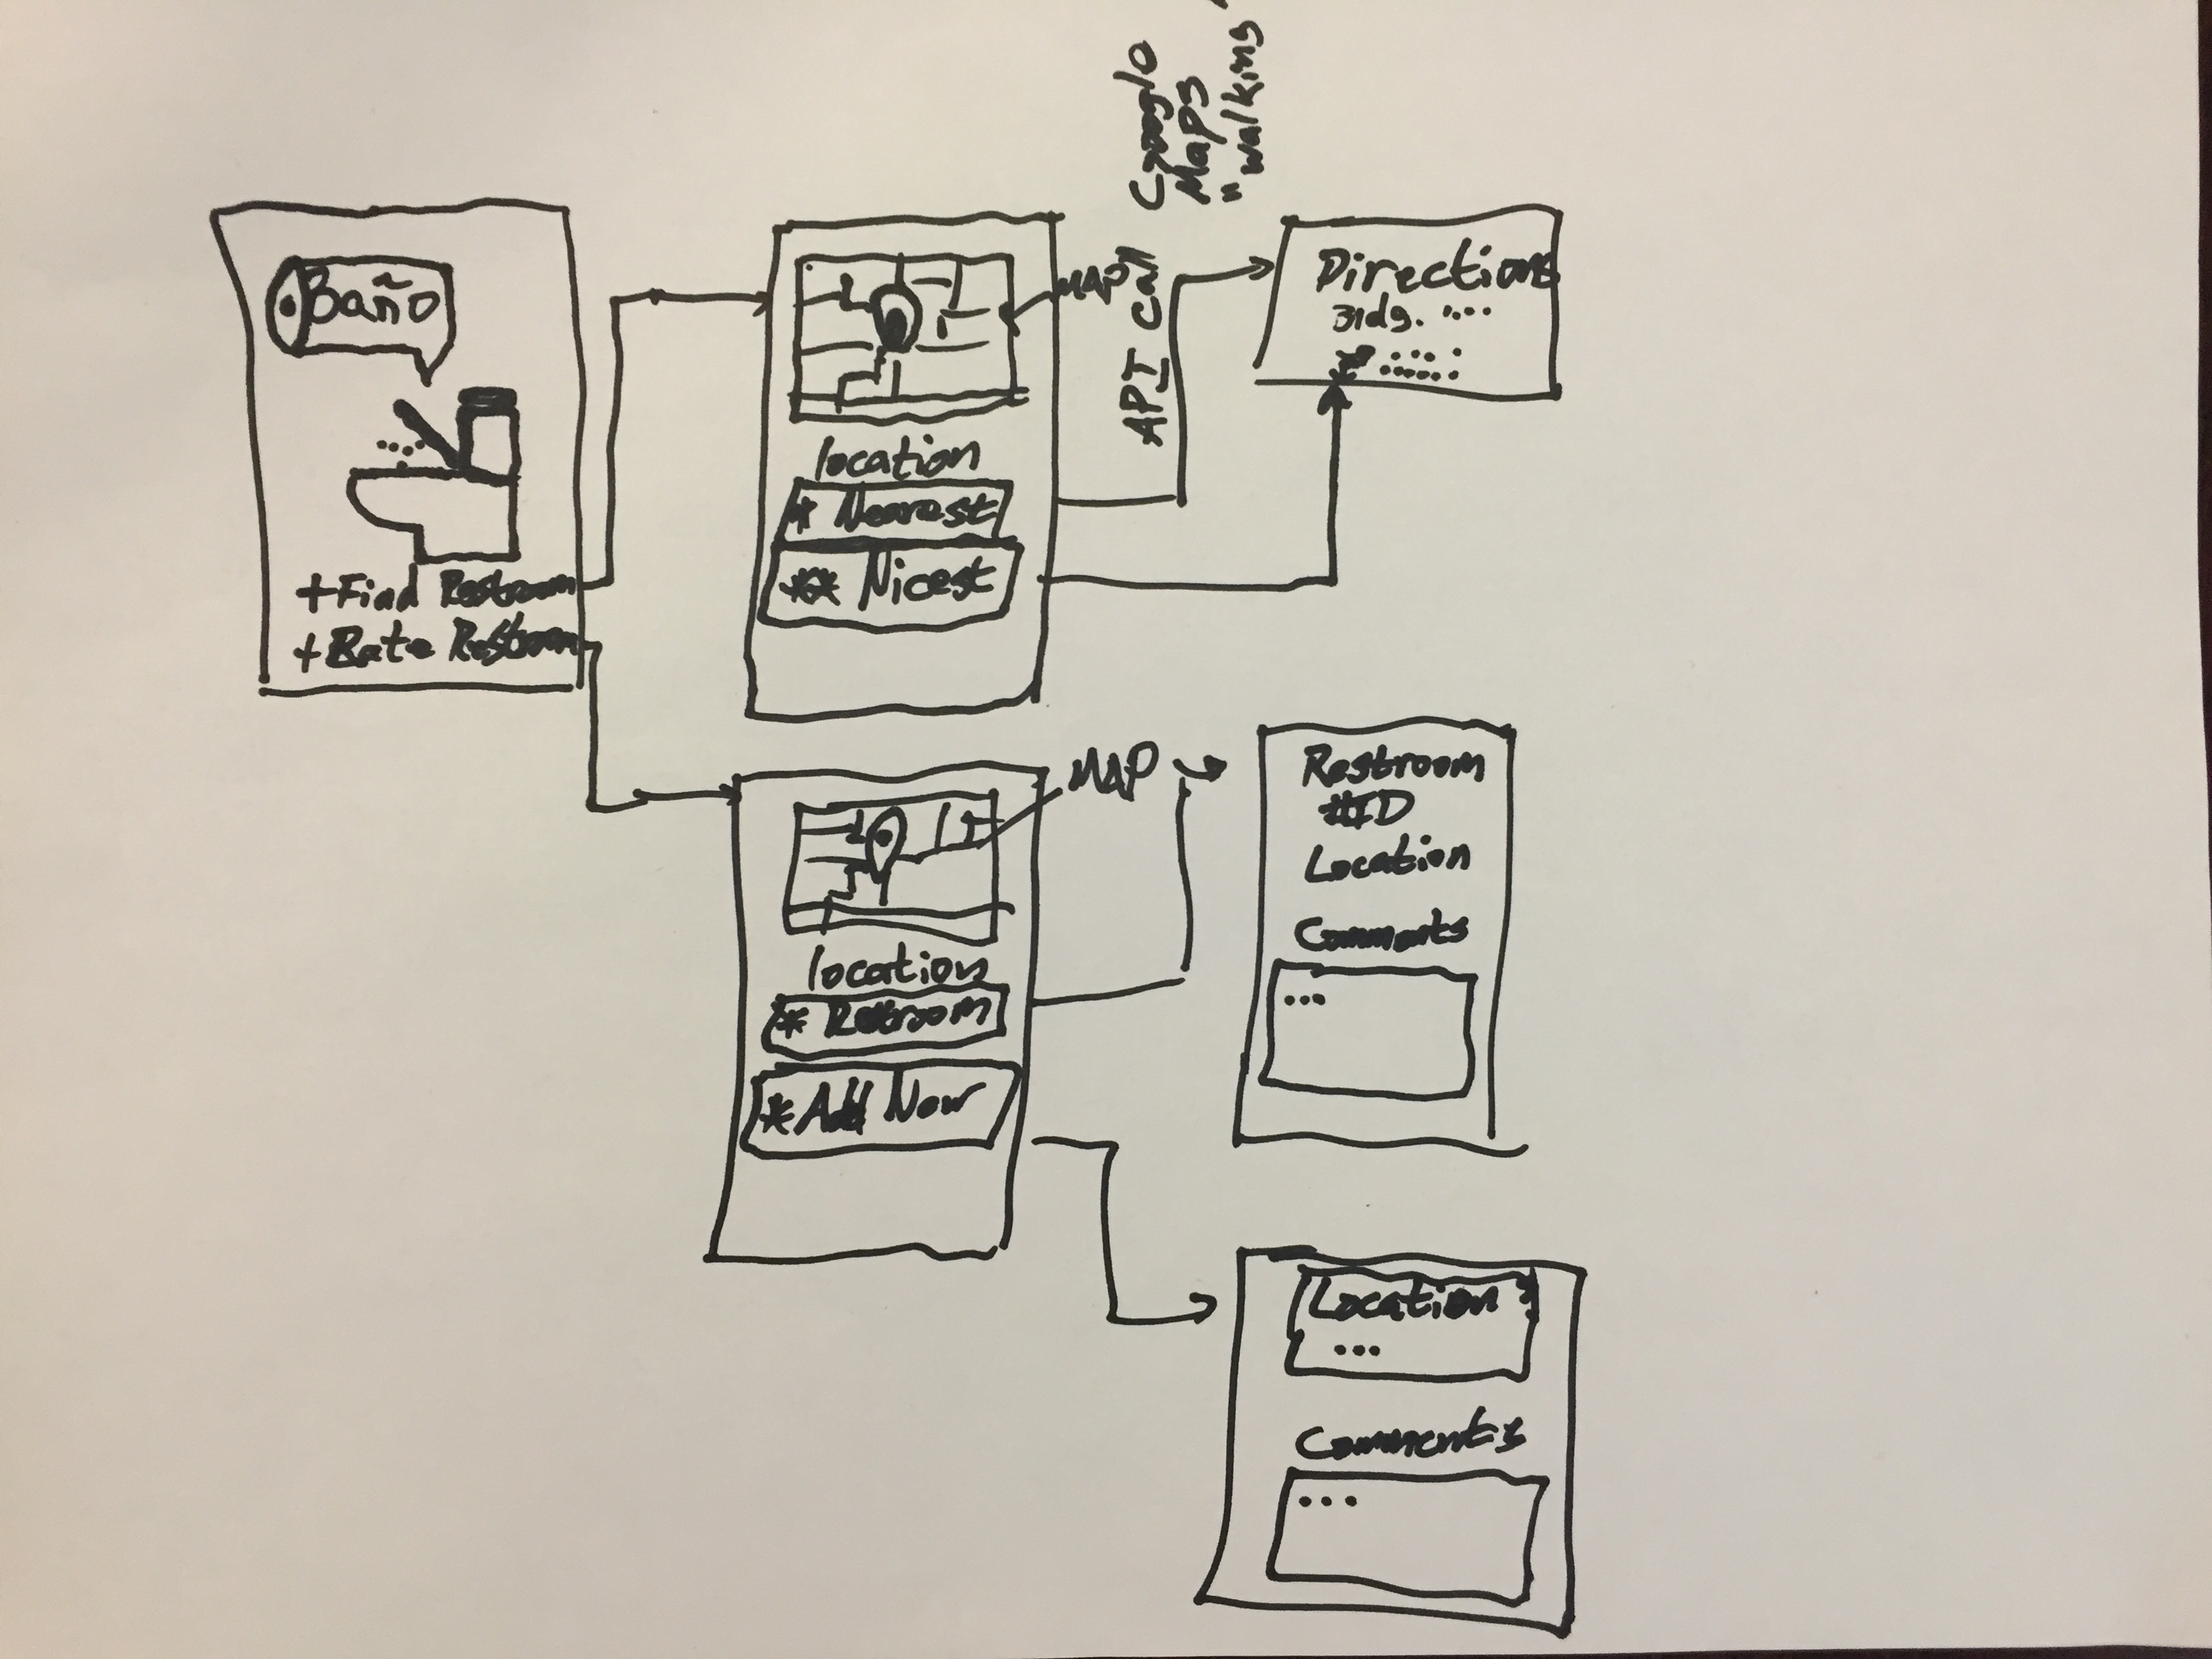 Baño
+Find Restroom
+Rate Restroom
MAP
location
* Nearest
** Nicest
API Call
Google
Maps
"walking
Directions
Bldg. ...
MAP
location
* Restroom
*Add New
Restroom
#ID
Location
Comments
...
Location?
...
Comments
...